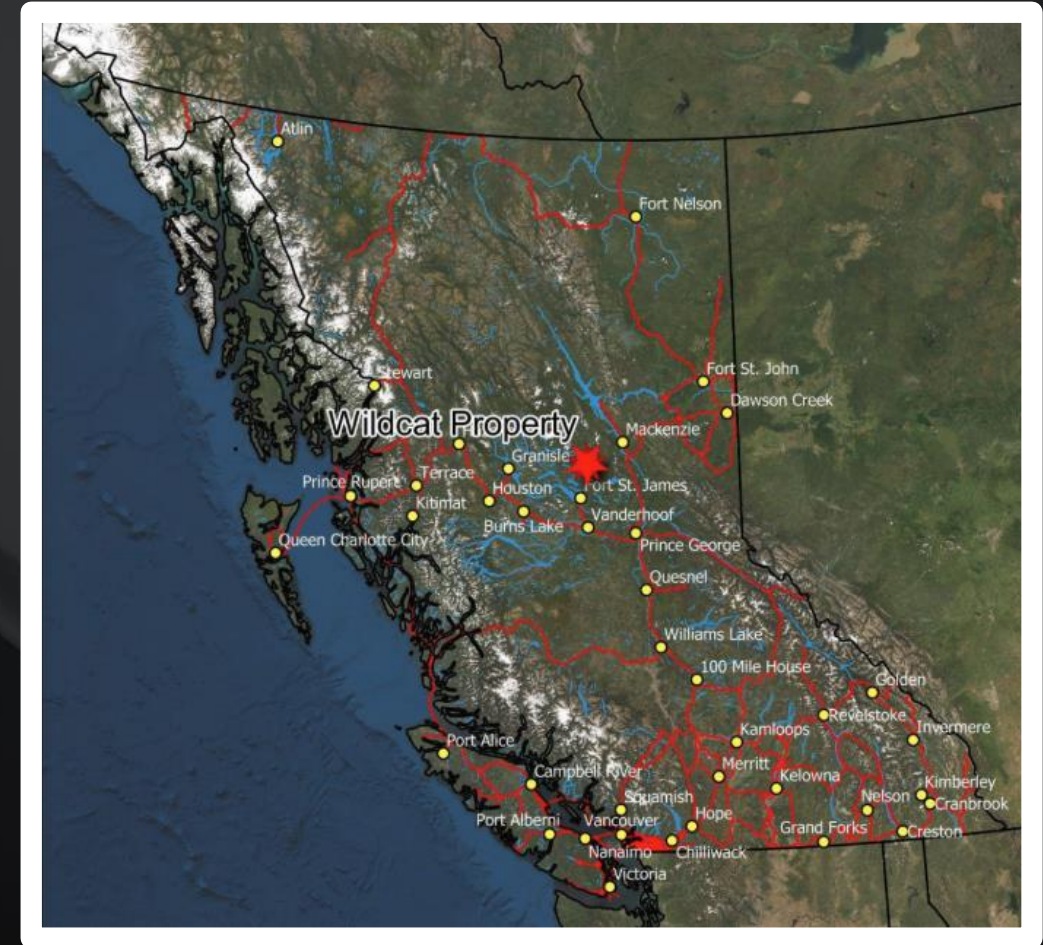 Atlin
Fort Nelson
Fort St. John
Stewart
Dawson Creek
Wildcat Property
Mackenzie
Granisle
Terrace
Prince Rupert
Houston
Fort St. James
Kitimat
Vanderhoof
Burns Lake
Queen Charlotte City
Prince George
Quesnel
Williams Lake
100 Mile House
Golden
Revelstoke
Invermere
Kamloops
Port Alice
Merritt
Campbell River
Kelowna
Kimberley
Nelson
Squamish
Cranbrook
Hope
Port Alberni
Vancouver
Grand Forks
Creston
Nanaimo
Chilliwack
Victoria